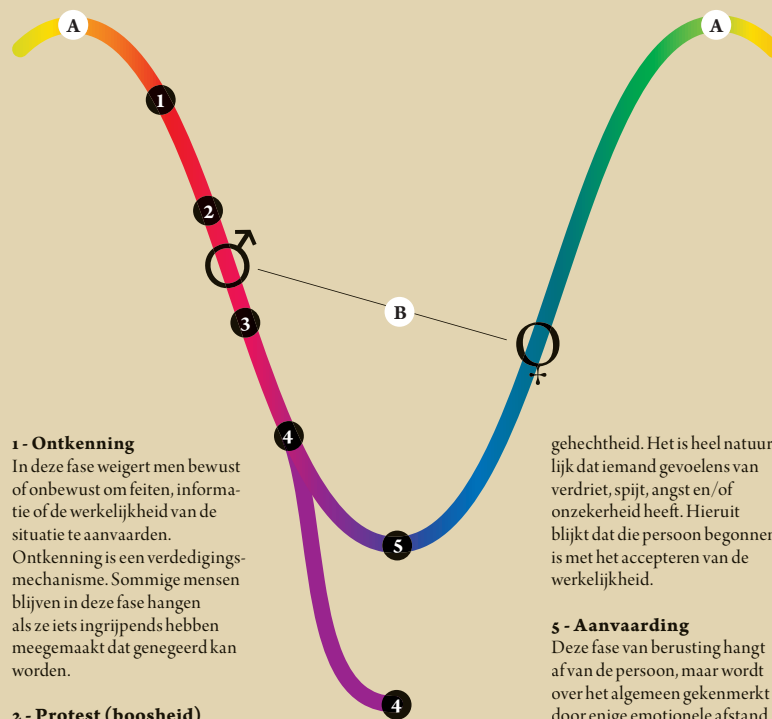 A
A
1
2
B
3
4
5
4
1 - Ontkenning
In deze fase weigert men bewust
of onbewust om feiten, informa-
tie of de werkelijkheid van de
situatie te aanvaarden.
Ontkenning is een verdedigings-
mechanisme. Sommige mensen
blijven in deze fase hangen
als ze iets ingrijpends hebben
meegemaakt dat genegeerd kan
worden.
2 - Protest (boosheid)
gehechtheid. Het is heel natuur
lijk dat iemand gevoelens van
verdriet, spijt, angst en/of
onzekerheid heeft. Hieruit
blijkt dat die persoon begonnen
is met het accepteren van de
werkelijkheid.
5 - Aanvaarding
Deze fase van berusting hangt
af van de persoon, maar wordt
over het algemeen gekenmerkt
door enige emotionele afstand